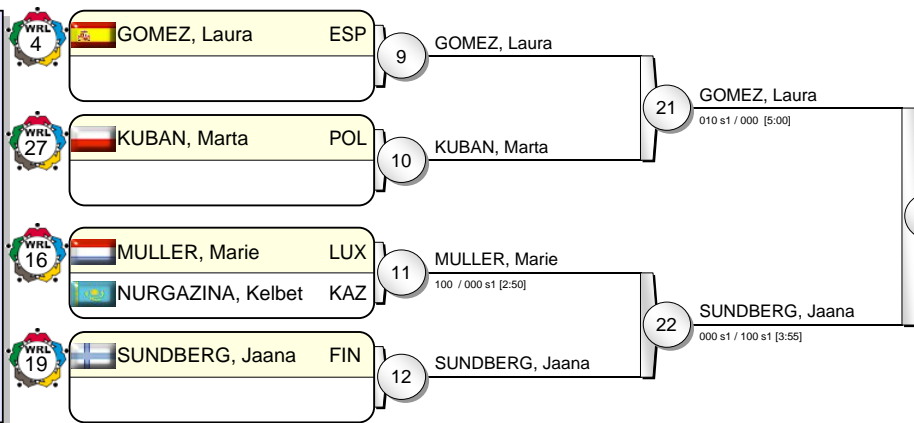 WRL 4 GOMEZ, Laura ESP
9 GOMEZ, Laura
21 GOMEZ, Laura
010 s1 / 000 [5:00]
WRL 27 KUBAN, Marta POL
10 KUBAN, Marta
WRL 16 MULLER, Marie LUX
NURGAZINA, Kelbet KAZ
11 MULLER, Marie
100 / 000 s1 [2:50]
22 SUNDBERG, Jaana
000 s1 / 100 s1 [3:55]
WRL 19 SUNDBERG, Jaana FIN
12 SUNDBERG, Jaana